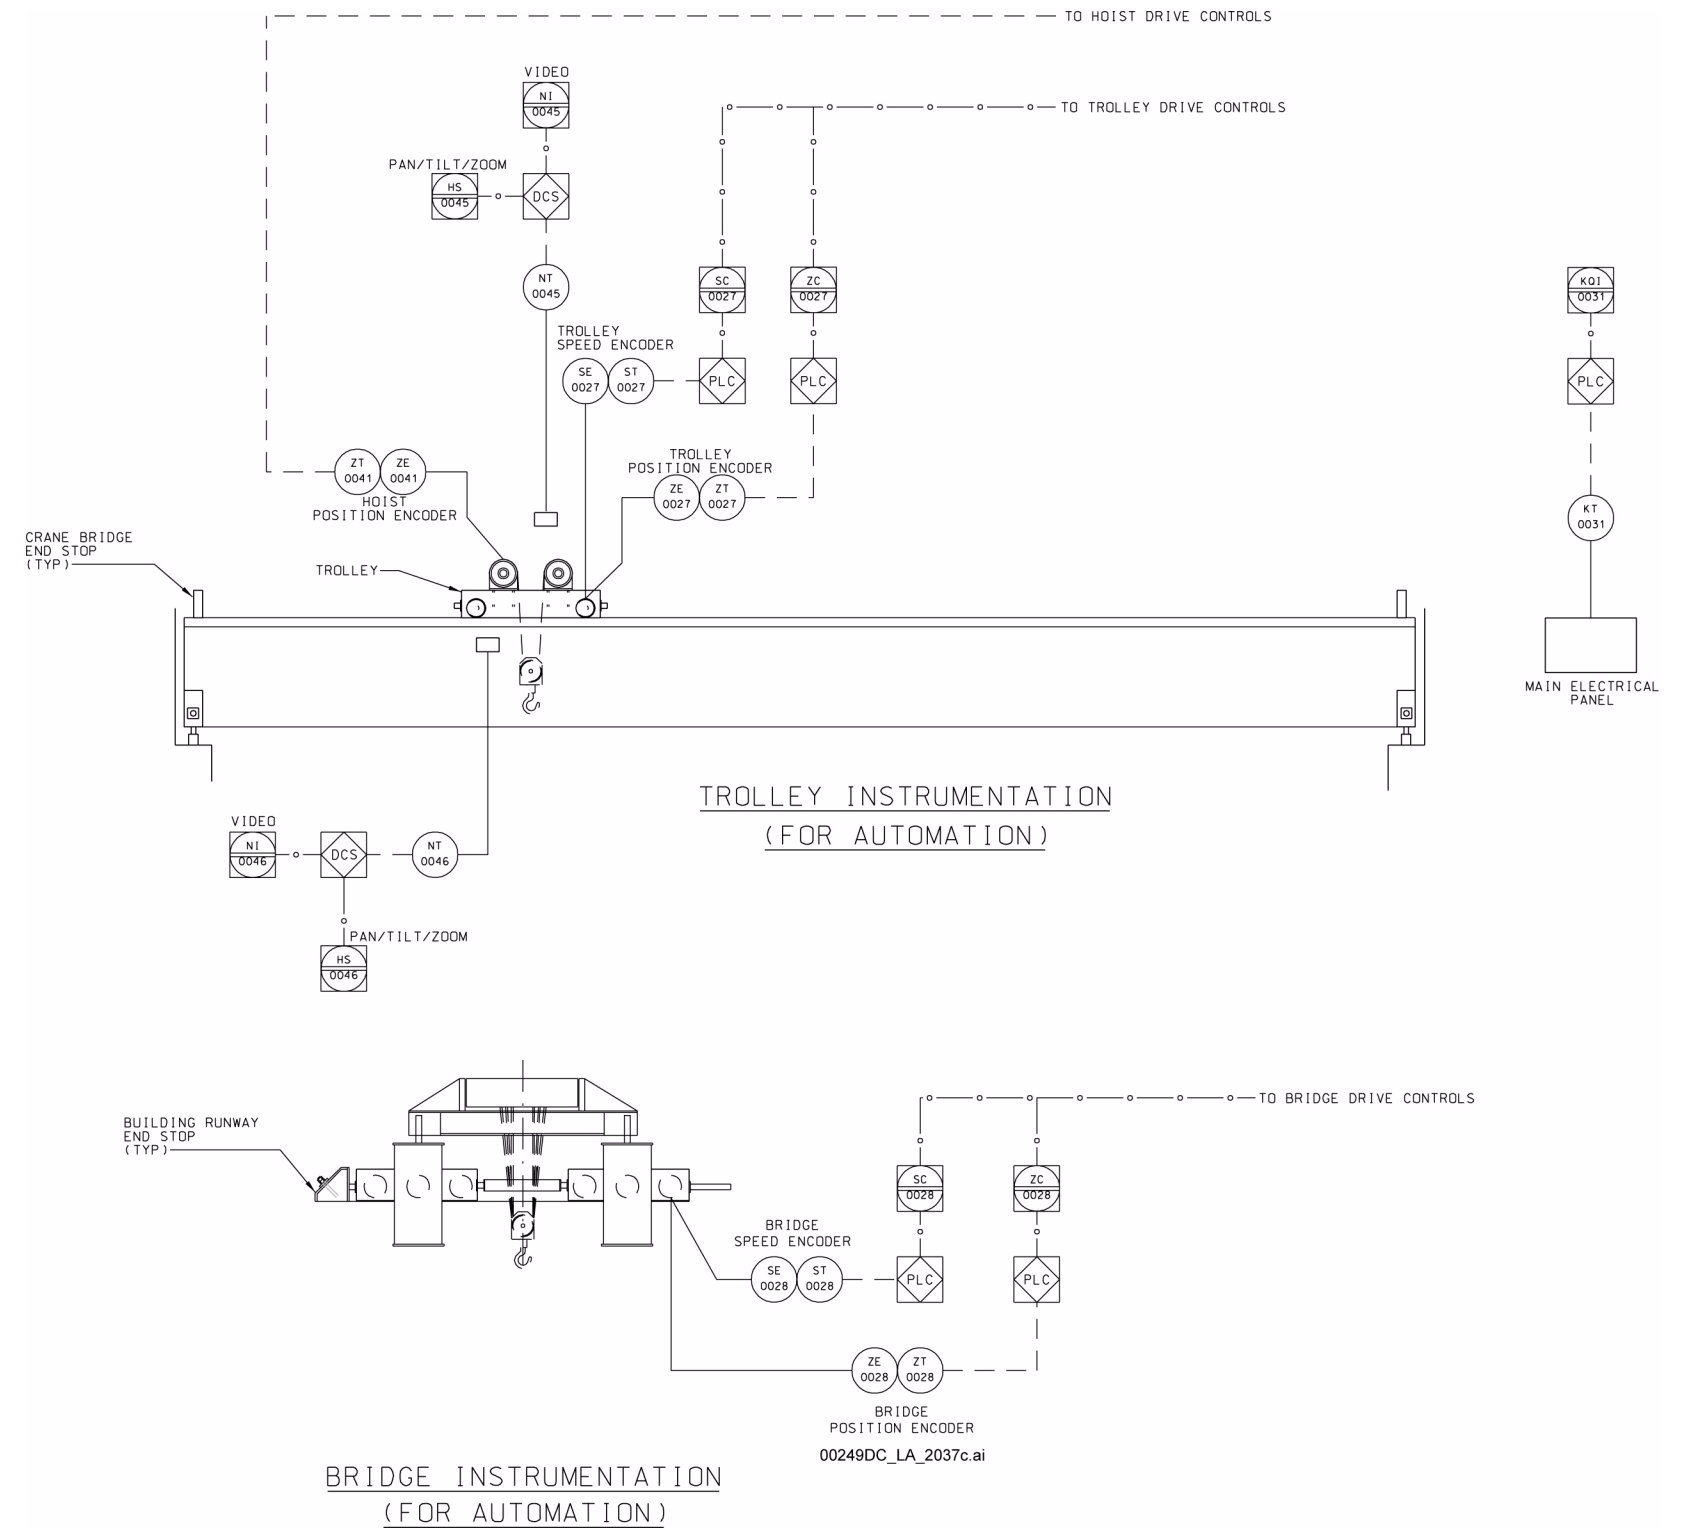 TO HOIST DRIVE CONTROLS
VIDEO
NI
0045
TO TROLLEY DRIVE CONTROLS
PAN/TILT/ZOOM
HS
0045
DCS
NT
0045
SC
0027
ZC
0027
KQI
0031
TROLLEY
SPEED ENCODER
SE
0027
ST
0027
PLC
PLC
PLC
ZT
0041
ZE
0041
HOIST
POSITION ENCODER
TROLLEY
POSITION ENCODER
ZE
0027
ZT
0027
KT
0031
CRANE BRIDGE
END STOP
(TYP)
TROLLEY
MAIN ELECTRICAL
PANEL
TROLLEY INSTRUMENTATION
(FOR AUTOMATION)
VIDEO
NI
0046
DCS
NT
0046
PAN/TILT/ZOOM
HS
0046
TO BRIDGE DRIVE CONTROLS
BUILDING RUNWAY
END STOP
(TYP)
SC
0028
ZC
0028
BRIDGE
SPEED ENCODER
SE
0028
ST
0028
PLC
PLC
ZE
0028
ZT
0028
BRIDGE
POSITION ENCODER
00249DC_LA_2037c.ai
BRIDGE INSTRUMENTATION
(FOR AUTOMATION)